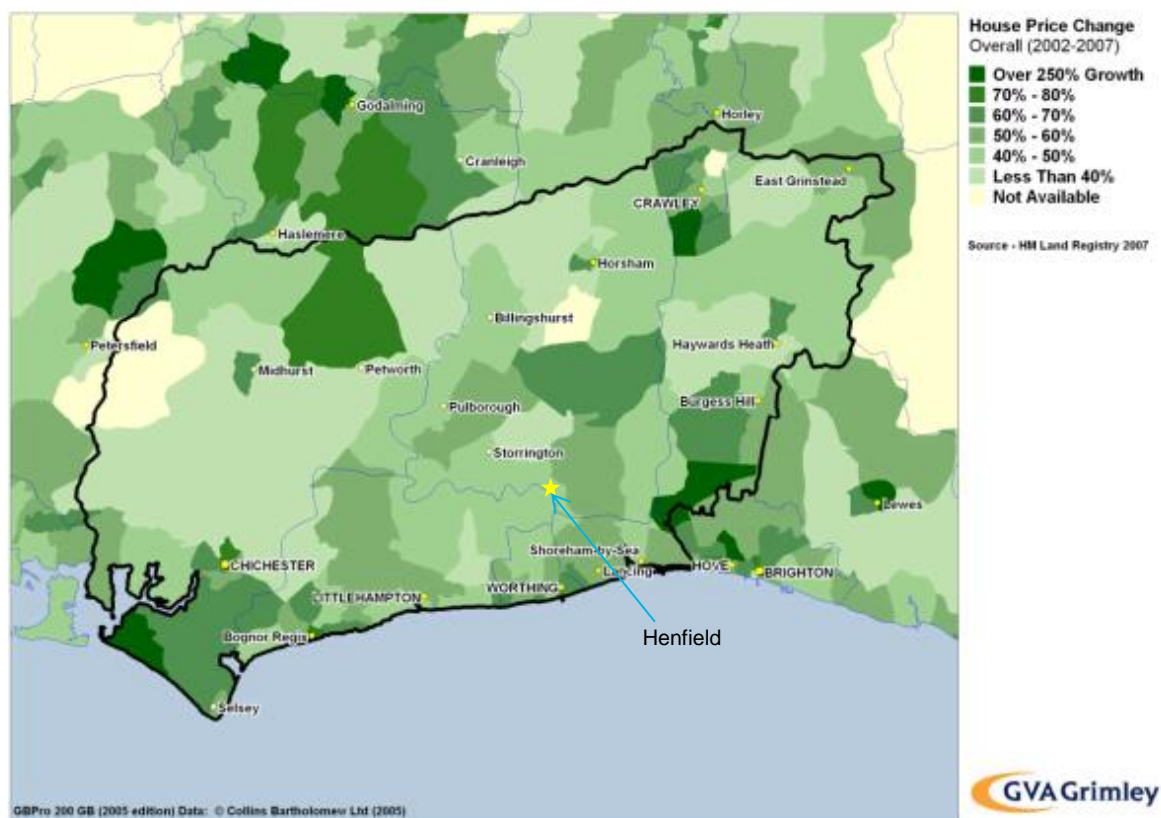 House Price Change
Overall (2002-2007)
Over 250% Growth
70% - 80%
60% - 70%
50% - 60%
40% - 50%
Less Than 40%
Not Available
Source - HM Land Registry 2007
Godalming
Horley
Cranleigh
East Grinstead
CRAWLEY
Haslemere
Horsham
Billingshurst
Petersfield
Haywards Heath
Midhurst
Petworth
Pulborough
Burgess Hill
Storrington
Lewes
Shoreham-by-Sea
CHICHESTER
Lancing
HOVE
BRIGHTON
WORTHING
LITTLEHAMPTON
Bognor Regis
Henfield
Selsey
GVA Grimley
GBPro 200 GB (2005 edition) Data: © Collins Bartholomew Ltd (2005)